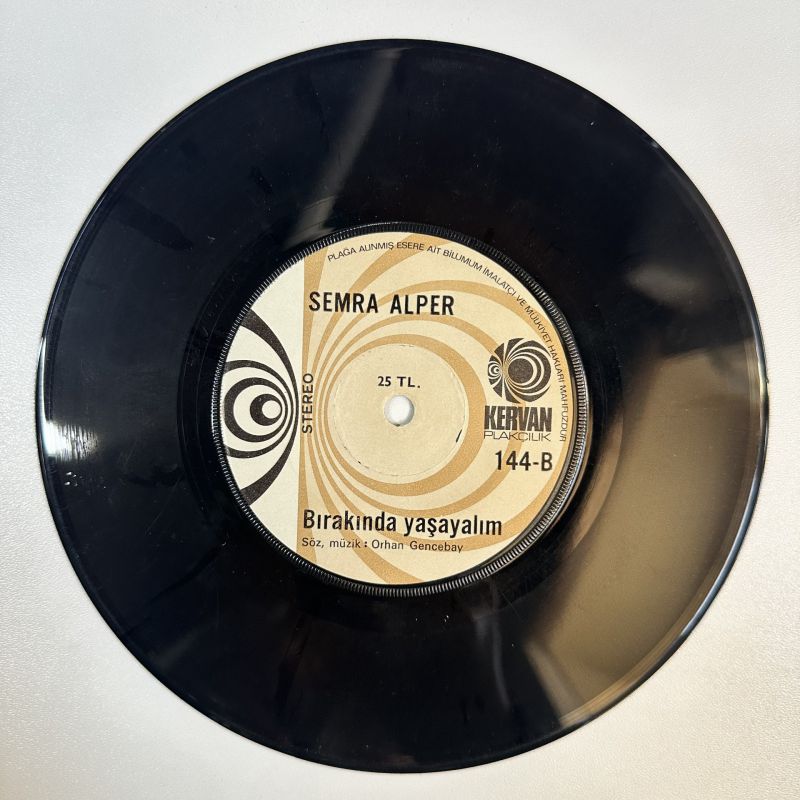 PLAĞA ALINMIŞ ESERE AİT BİLUMUM İMALATÇI VE MÜLKİYET HAKLARI MAHFUZDUR
SEMRA ALPER
25 TL.
STEREO
KERVAN
PLAKÇILIK
144-B
Bırakında yaşayalım
Söz, müzik : Orhan Gencebay